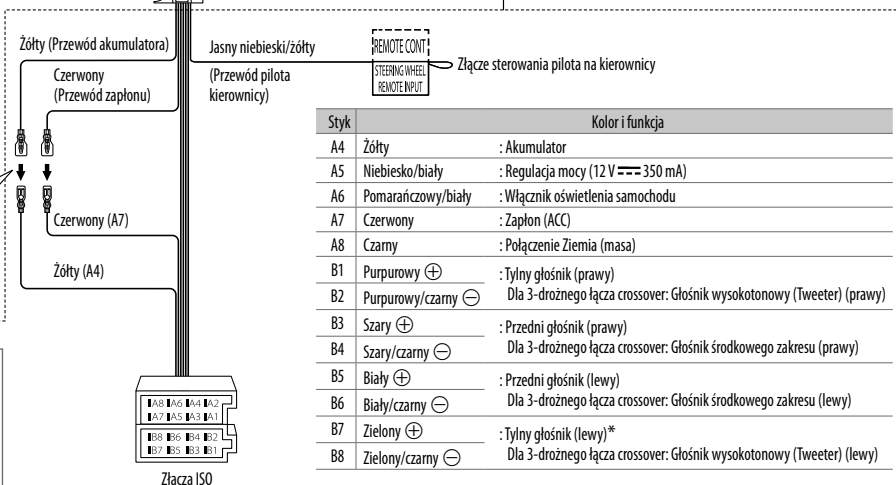 Żółty (Przewód akumulatora)
Czerwony
(Przewód zapłonu)
Jasny niebieski/żółty
(Przewód pilota
kierownicy)
REMOTE CONT
STEERING WHEEL
REMOTE INPUT
Złącze sterowania pilota na kierownicy
Czerwony (A7)
Żółty (A4)
A8 A6 A4 A2
A7 A5 A3 A1
B8 B6 B4 B2
B7 B5 B3 B1
Złącza ISO
Styk Kolor i funkcja
A4 Żółty : Akumulator
A5 Niebiesko/biały : Regulacja mocy (12 V ⎓ 350 mA)
A6 Pomarańczowy/biały : Włącznik oświetlenia samochodu
A7 Czerwony : Zapłon (ACC)
A8 Czarny : Połączenie Ziemia (masa)
B1 Purpurowy ⊕ : Tylny głośnik (prawy)
B2 Purpurowy/czarny ⊖ Dla 3-drożnego łącza crossover: Głośnik wysokotonowy (Tweeter) (prawy)
B3 Szary ⊕ : Przedni głośnik (prawy)
B4 Szary/czarny ⊖ Dla 3-drożnego łącza crossover: Głośnik środkowego zakresu (prawy)
B5 Biały ⊕ : Przedni głośnik (lewy)
B6 Biały/czarny ⊖ Dla 3-drożnego łącza crossover: Głośnik środkowego zakresu (lewy)
B7 Zielony ⊕ : Tylny głośnik (lewy)*
B8 Zielony/czarny ⊖ Dla 3-drożnego łącza crossover: Głośnik wysokotonowy (Tweeter) (lewy)